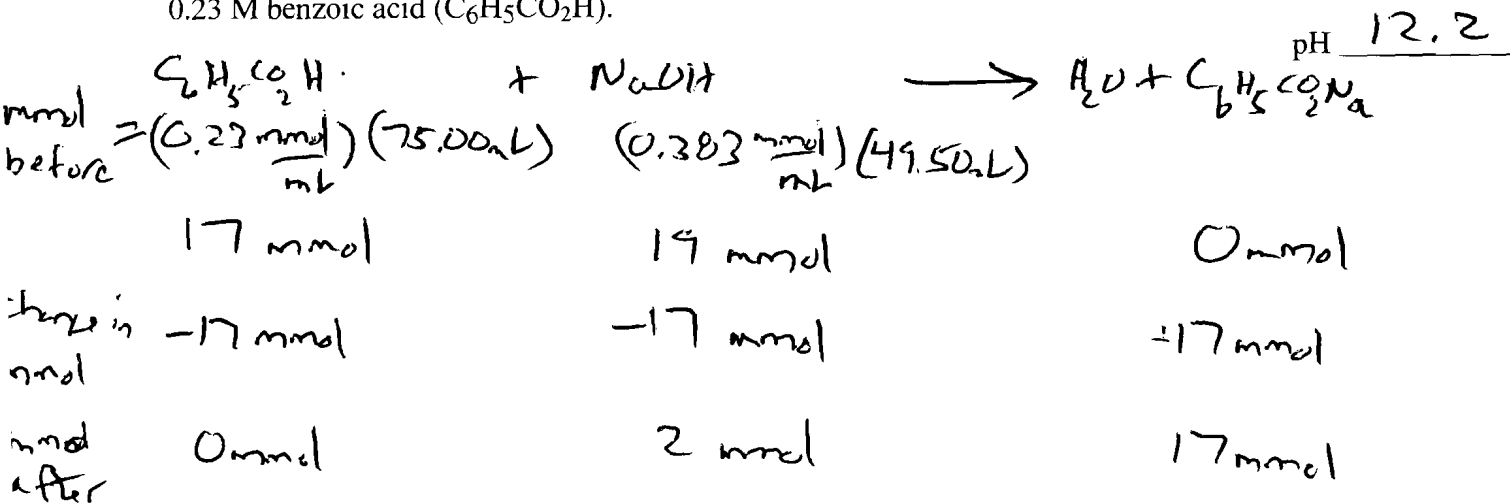 0.23 M benzoic acid (C6H5CO2H).
pH 12.2
C6H5CO2H. + NaOH ⟶ H2O + C6H5CO2Na
mmol before = (0.23 mmol/mL)(75.00mL) (0.383 mmol/mL)(49.50mL)
17 mmol 19 mmol 0 mmol
change in mmol -17 mmol -17 mmol +17 mmol
mmol after 0 mmol 2 mmol 17 mmol